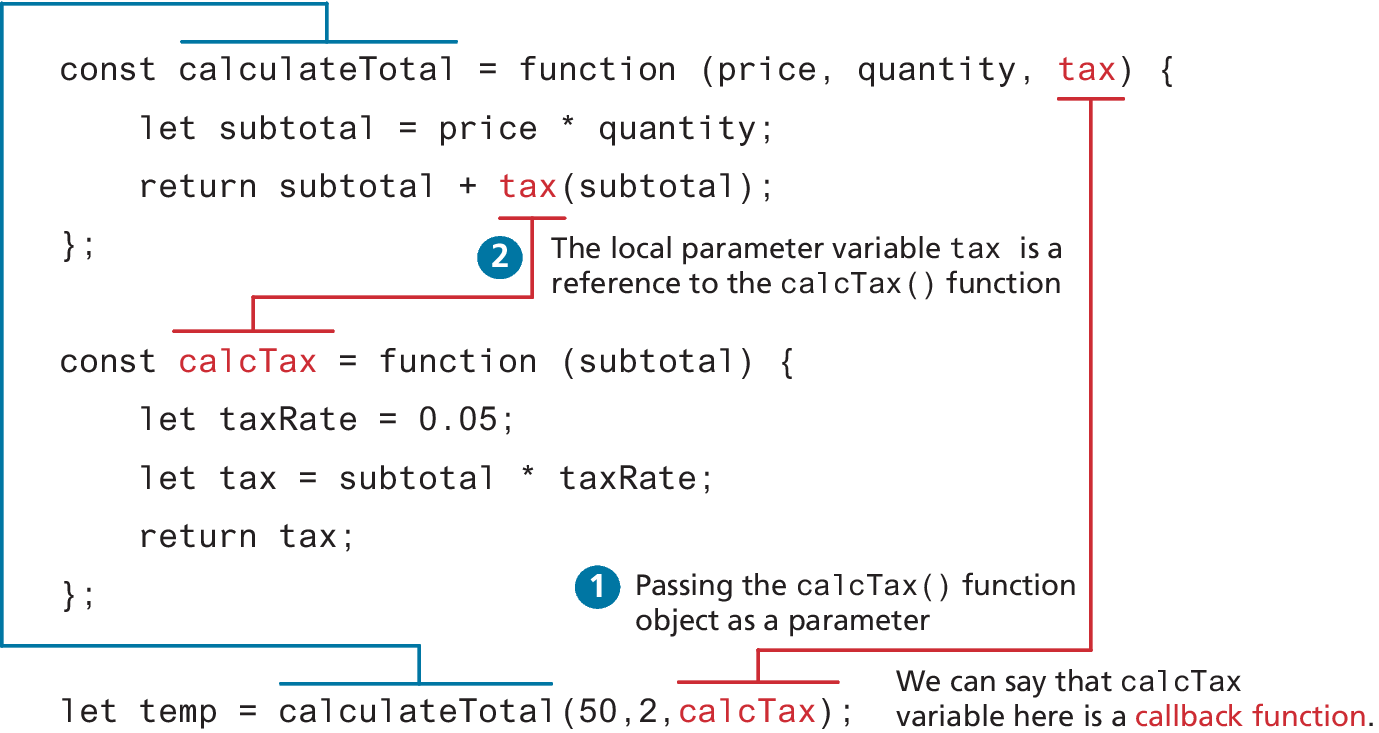 const calculateTotal = function (price, quantity, tax) {
let subtotal = price * quantity;
return subtotal + tax(subtotal);
};
2 The local parameter variable tax is a
reference to the calcTax() function
const calcTax = function (subtotal) {
let taxRate = 0.05;
let tax = subtotal * taxRate;
return tax;
};
1 Passing the calcTax() function
object as a parameter
let temp = calculateTotal(50,2,calcTax);
We can say that calcTax
variable here is a callback function.